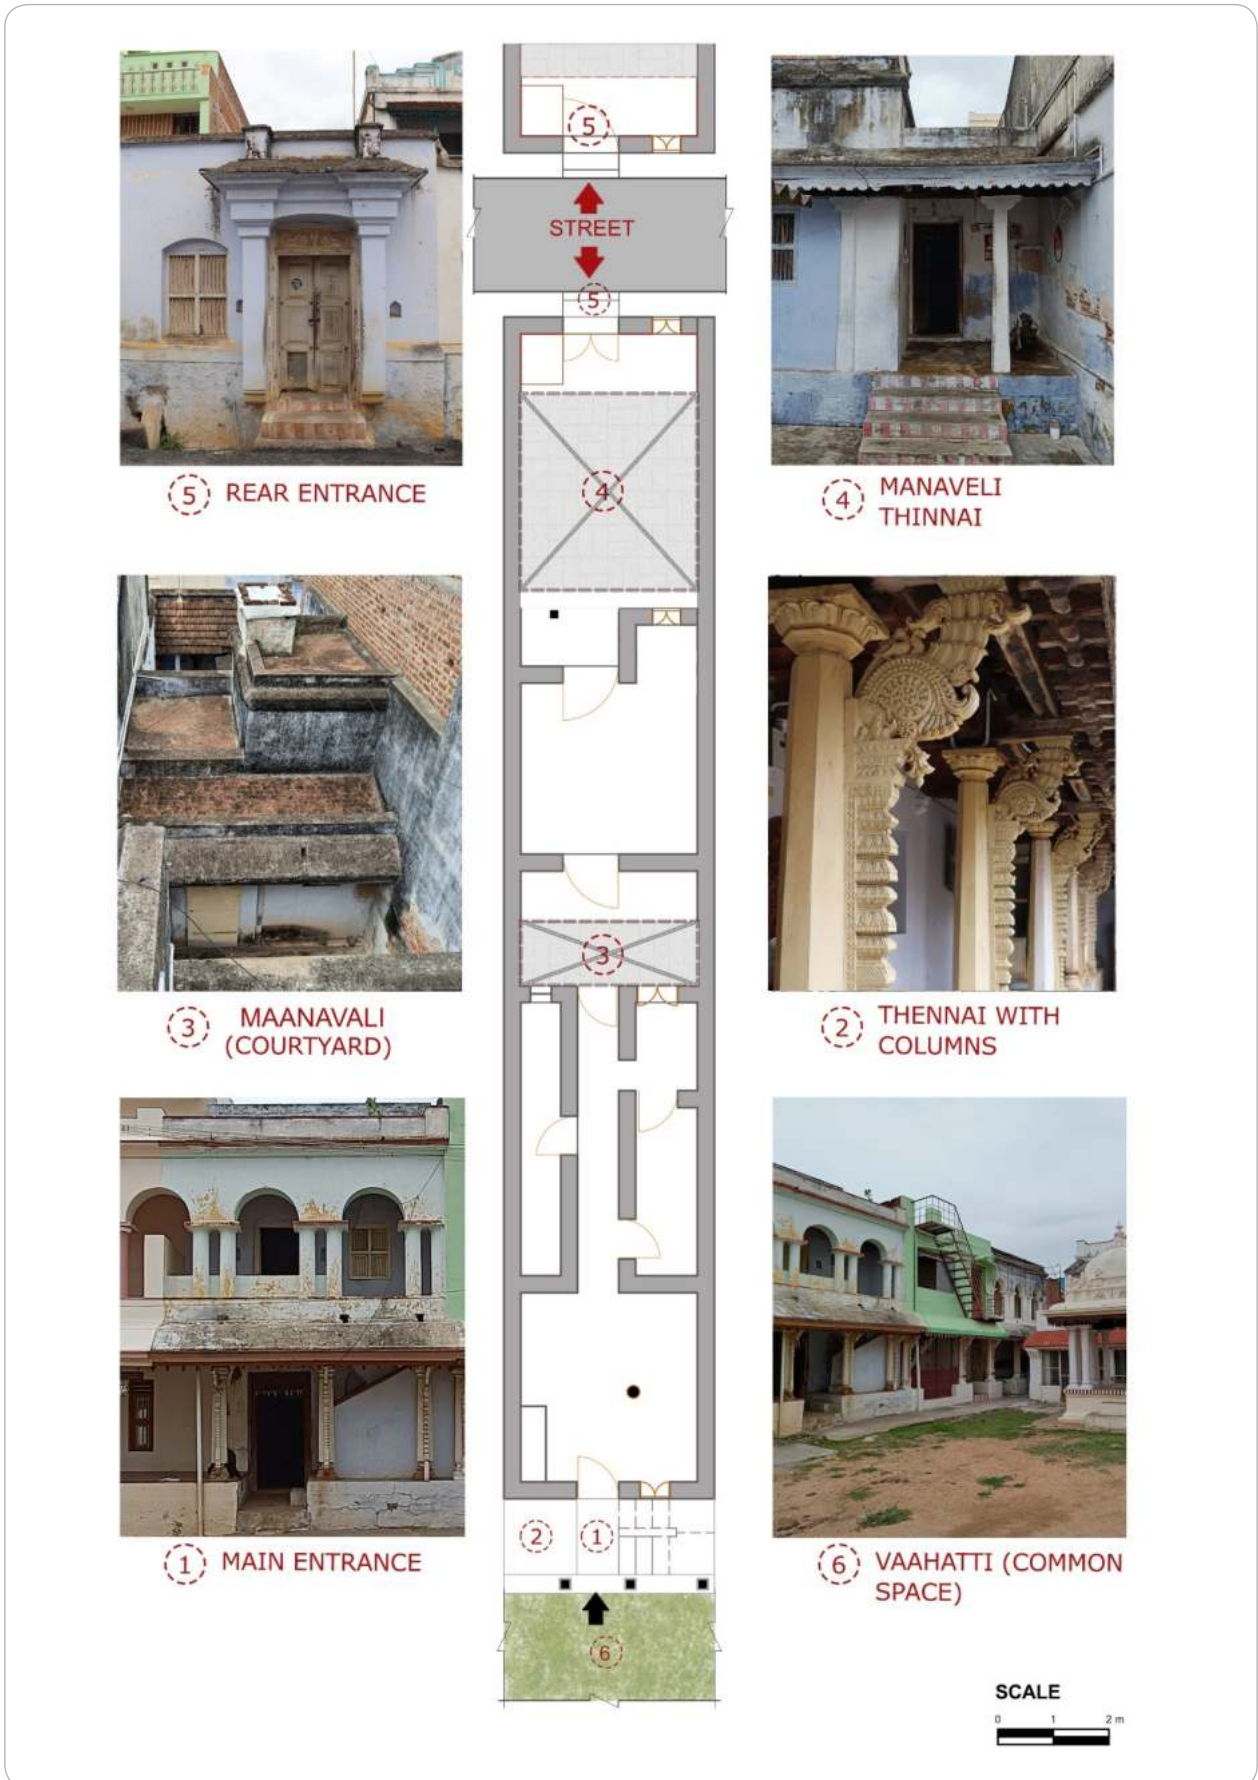 5
STREET
5
5 REAR ENTRANCE
4
4 MANAVELI
THINNAI
3
3 MAANAVALI
(COURTYARD)
2 THENNAI WITH
COLUMNS
2
1
1 MAIN ENTRANCE
6 VAAHATTI (COMMON
SPACE)
6
SCALE
0 1 2 m